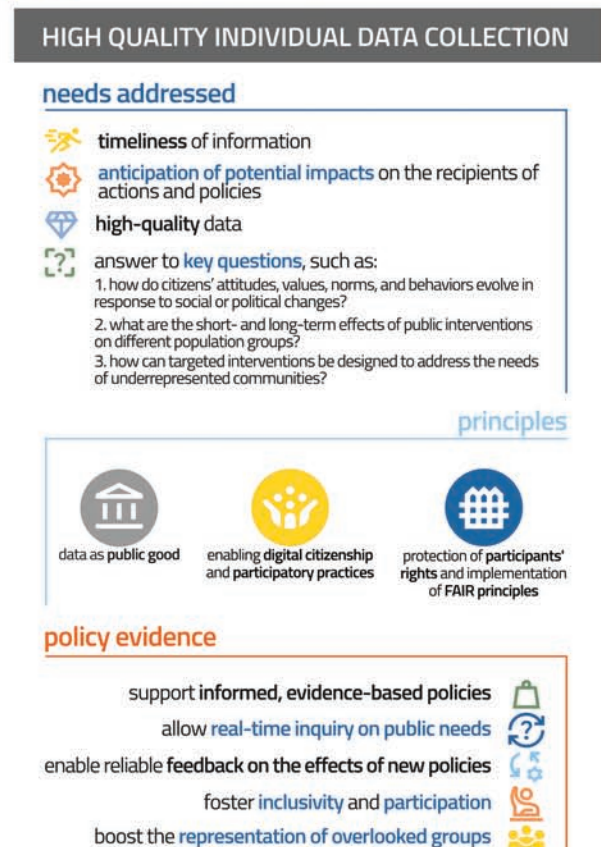 HIGH QUALITY INDIVIDUAL DATA COLLECTION
needs addressed
timeliness of information
anticipation of potential impacts on the recipients of
actions and policies
high-quality data
answer to key questions, such as:
1. how do citizens' attitudes, values, norms, and behaviors evolve in
response to social or political changes?
2. what are the short- and long-term effects of public interventions
on different population groups?
3. how can targeted interventions be designed to address the needs
of underrepresented communities?
principles
data as public good
enabling digital citizenship
and participatory practices
protection of participants'
rights and implementation
of FAIR principles
policy evidence
support informed, evidence-based policies
allow real-time inquiry on public needs
enable reliable feedback on the effects of new policies
foster inclusivity and participation
boost the representation of overlooked groups